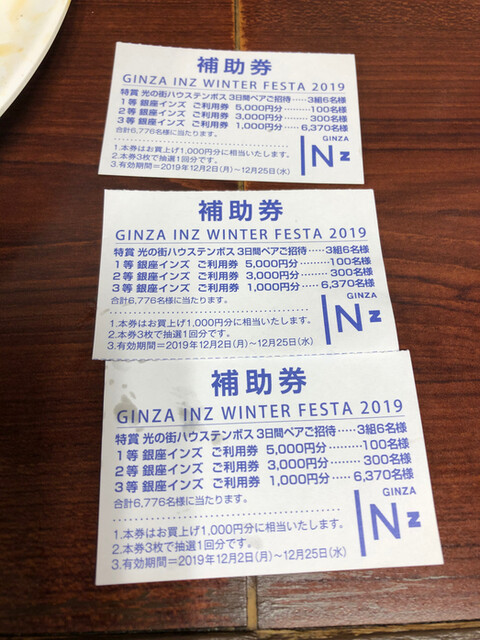 補助券
GINZA INZ WINTER FESTA 2019
特賞 光の街ハウステンボス 3日間ペアご招待‥‥‥3組6名様
1等 銀座インズ ご利用券 5,000円分………100名様
2等 銀座インズ ご利用券 3,000円分………300名様
3等 銀座インズ ご利用券 1,000円分……6,370名様
合計6,776名様に当たります。
GINZA
INZ
1.本券はお買上げ1,000円分に相当いたします。
2.本券3枚で抽選1回分です。
3.有効期間=2019年12月2日(月)~12月25日(水)
補助券
GINZA INZ WINTER FESTA 2019
特賞 光の街ハウステンボス 3日間ペアご招待‥‥‥3組6名様
1等 銀座インズ ご利用券 5,000円分………100名様
2等 銀座インズ ご利用券 3,000円分………300名様
3等 銀座インズ ご利用券 1,000円分……6,370名様
合計6,776名様に当たります。
GINZA
INZ
1.本券はお買上げ1,000円分に相当いたします。
2.本券3枚で抽選1回分です。
3.有効期間=2019年12月2日(月)~12月25日(水)
補助券
GINZA INZ WINTER FESTA 2019
特賞 光の街ハウステンボス 3日間ペアご招待‥‥‥3組6名様
1等 銀座インズ ご利用券 5,000円分………100名様
2等 銀座インズ ご利用券 3,000円分………300名様
3等 銀座インズ ご利用券 1,000円分……6,370名様
合計6,776名様に当たります。
GINZA
INZ
1.本券はお買上げ1,000円分に相当いたします。
2.本券3枚で抽選1回分です。
3.有効期間=2019年12月2日(月)~12月25日(水)